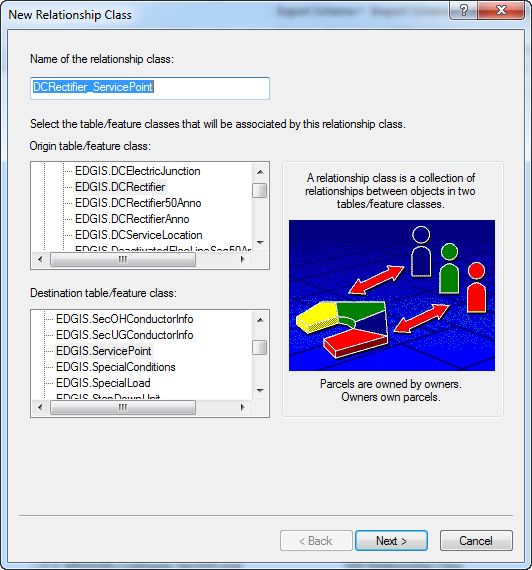 New Relationship Class
Name of the relationship class:
DCRectifier_ServicePoint
Select the table/feature classes that will be associated by this relationship class.
Origin table/feature class:
EDGIS.DCElectricJunction
EDGIS.DCRectifier
EDGIS.DCRectifier50Anno
EDGIS.DCRectifierAnno
EDGIS.DCServiceLocation
EDGIS.DeactivatedElecLineSeg50Ar
A relationship class is a collection of
relationships between objects in two
tables/feature classes.
Destination table/feature class:
EDGIS.SecOHConductorInfo
EDGIS.SecUGConductorInfo
EDGIS.ServicePoint
EDGIS.SpecialConditions
EDGIS.SpecialLoad
EDGIS.StepDownUnit
Parcels are owned by owners.
Owners own parcels.
< Back
Next >
Cancel